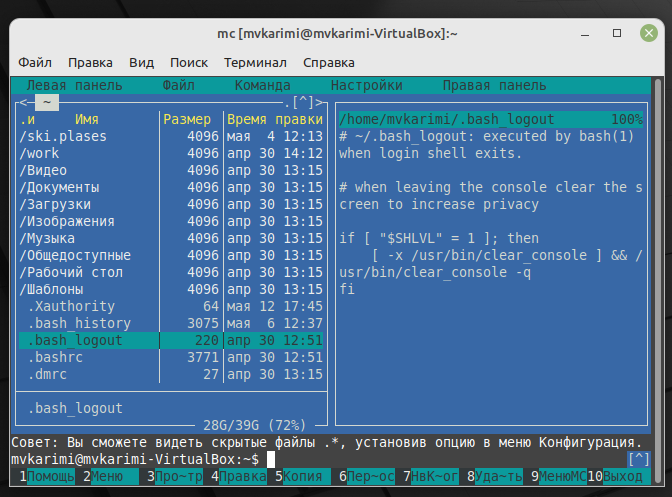 mc [mvkarimi@mvkarimi-VirtualBox]:~
Файл Правка Вид Поиск Терминал Справка
Левая панель Файл Команда Настройки Правая панель
<— ~ .[^]>
.и Имя Размер Время правки
/ski.plases 4096 мая 4 12:13
/work 4096 апр 30 14:12
/Видео 4096 апр 30 13:15
/Документы 4096 апр 30 13:15
/Загрузки 4096 апр 30 13:15
/Изображения 4096 апр 30 13:15
/Музыка 4096 апр 30 13:15
/Общедоступные 4096 апр 30 13:15
/Рабочий стол 4096 апр 30 13:15
/Шаблоны 4096 апр 30 13:15
.Xauthority 64 мая 12 17:45
.bash_history 3075 мая 6 12:37
.bash_logout 220 апр 30 12:51
.bashrc 3771 апр 30 12:51
.dmrc 27 апр 30 13:15
.bash_logout
28G/39G (72%)
/home/mvkarimi/.bash_logout 100%
# ~/.bash_logout: executed by bash(1)
when login shell exits.
# when leaving the console clear the s
creen to increase privacy
if [ "$SHLVL" = 1 ]; then
[ -x /usr/bin/clear_console ] && /
usr/bin/clear_console -q
fi
Совет: Вы сможете видеть скрытые файлы .*, установив опцию в меню Конфигурация.
mvkarimi@mvkarimi-VirtualBox:~$ [^]
1Помощь 2Меню 3Про~тр 4Правка 5Копия 6Пер~ос 7НвК~ог 8Уда~ть 9МенюМС 10Выход